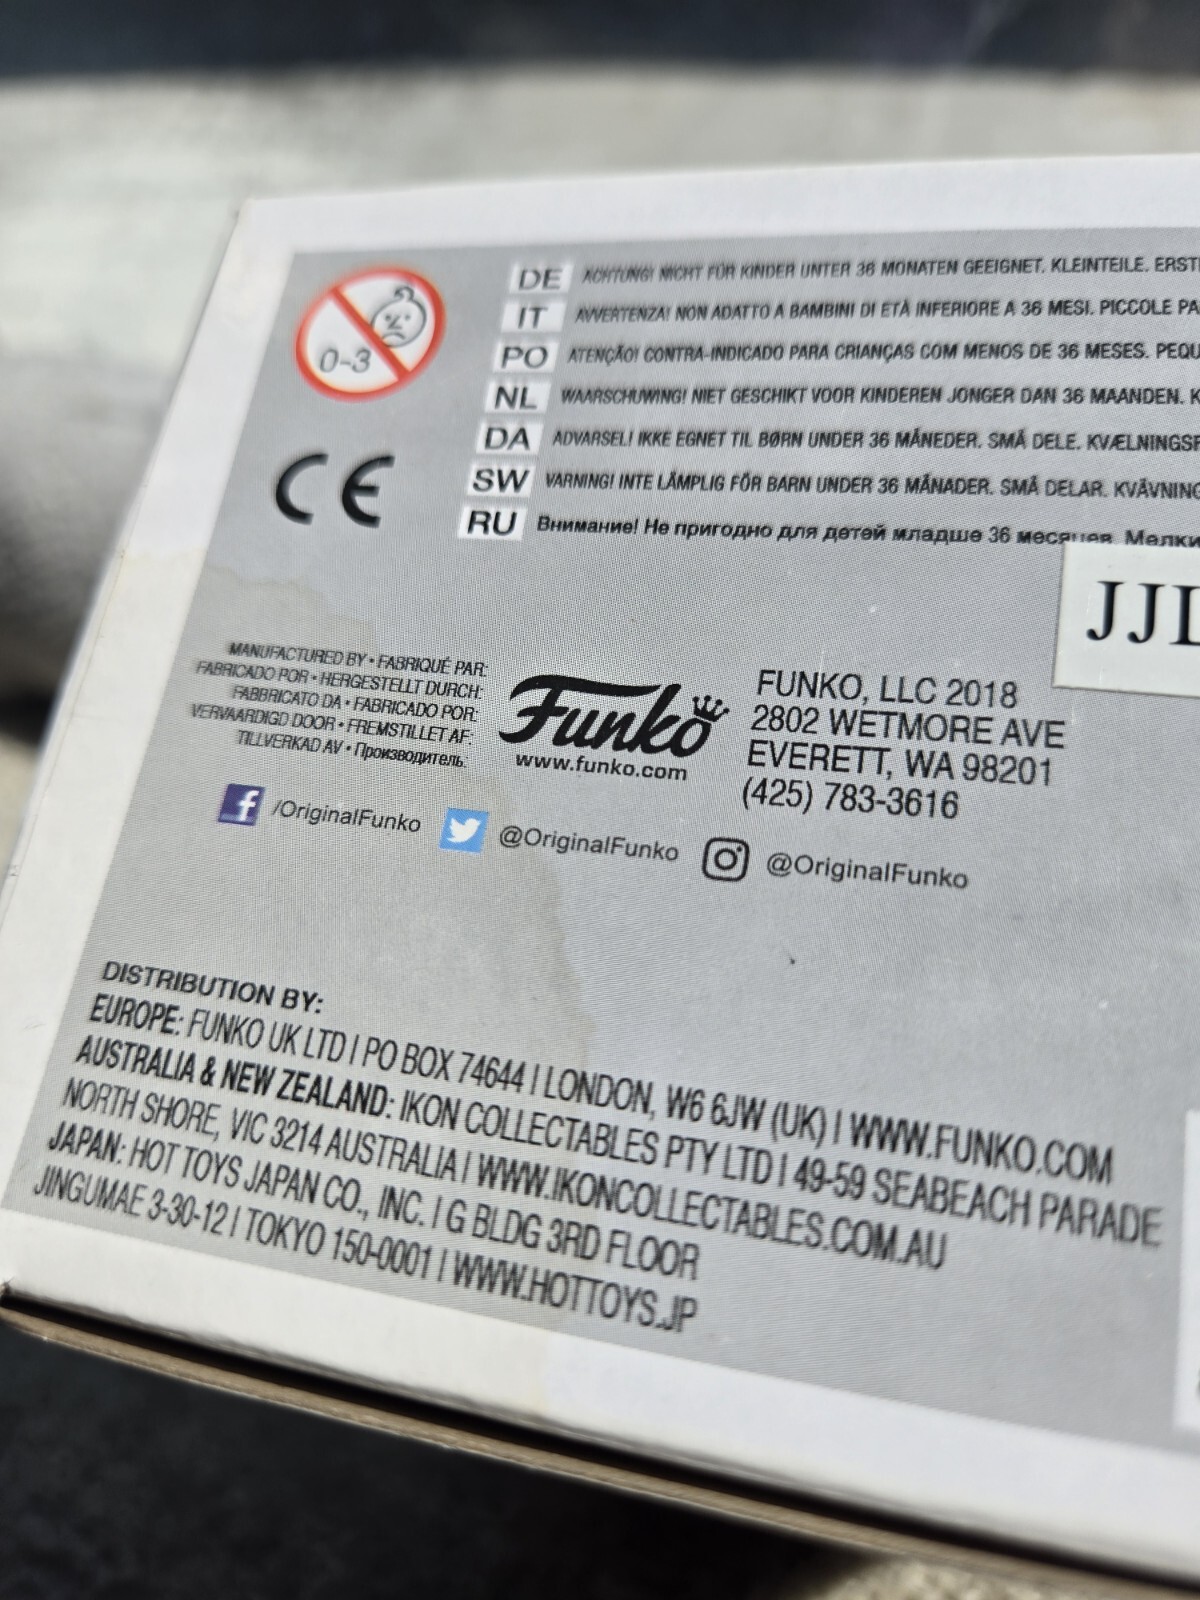 0-3
DE ACHTUNG! NICHT FÜR KINDER UNTER 36 MONATEN GEEIGNET. KLEINTEILE. ERST
IT AVVERTENZA! NON ADATTO A BAMBINI DI ETÀ INFERIORE A 36 MESI. PICCOLE PA
PO ATENÇÃO! CONTRA-INDICADO PARA CRIANÇAS COM MENOS DE 36 MESES. PEQU
NL WAARSCHUWING! NIET GESCHIKT VOOR KINDEREN JONGER DAN 36 MAANDEN. K
DA ADVARSEL! IKKE EGNET TIL BØRN UNDER 36 MÅNEDER. SMÅ DELE. KVÆLNINGSF
SW VARNING! INTE LÄMPLIG FÖR BARN UNDER 36 MÅNADER. SMÅ DELAR. KVÄVNING
RU Внимание! Не пригодно для детей младше 36 месяцев. Мелки
CE
JJL
MANUFACTURED BY • FABRIQUÉ PAR:
FABRICADO POR • HERGESTELLT DURCH:
FABBRICATO DA • FABRICADO POR:
VERVAARDIGD DOOR • FREMSTILLET AF:
TILLVERKAD AV • Производитель:
Funko
www.funko.com
FUNKO, LLC 2018
2802 WETMORE AVE
EVERETT, WA 98201
(425) 783-3616
f /OriginalFunko @OriginalFunko @OriginalFunko
DISTRIBUTION BY:
EUROPE: FUNKO UK LTD | PO BOX 74644 | LONDON, W6 6JW (UK) | WWW.FUNKO.COM
AUSTRALIA & NEW ZEALAND: IKON COLLECTABLES PTY LTD | 49-59 SEABEACH PARADE
NORTH SHORE, VIC 3214 AUSTRALIA | WWW.IKONCOLLECTABLES.COM.AU
JAPAN: HOT TOYS JAPAN CO., INC. | G BLDG 3RD FLOOR
JINGUMAE 3-30-12 | TOKYO 150-0001 | WWW.HOTTOYS.JP